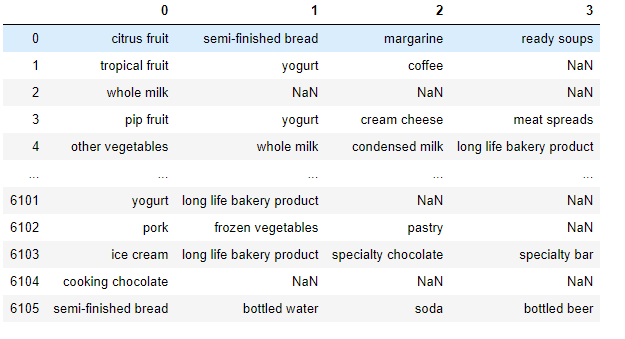 0 1 2 3
0 citrus fruit semi-finished bread margarine ready soups
1 tropical fruit yogurt coffee NaN
2 whole milk NaN NaN NaN
3 pip fruit yogurt cream cheese meat spreads
4 other vegetables whole milk condensed milk long life bakery product
... ... ... ... ...
6101 yogurt long life bakery product NaN NaN
6102 pork frozen vegetables pastry NaN
6103 ice cream long life bakery product specialty chocolate specialty bar
6104 cooking chocolate NaN NaN NaN
6105 semi-finished bread bottled water soda bottled beer